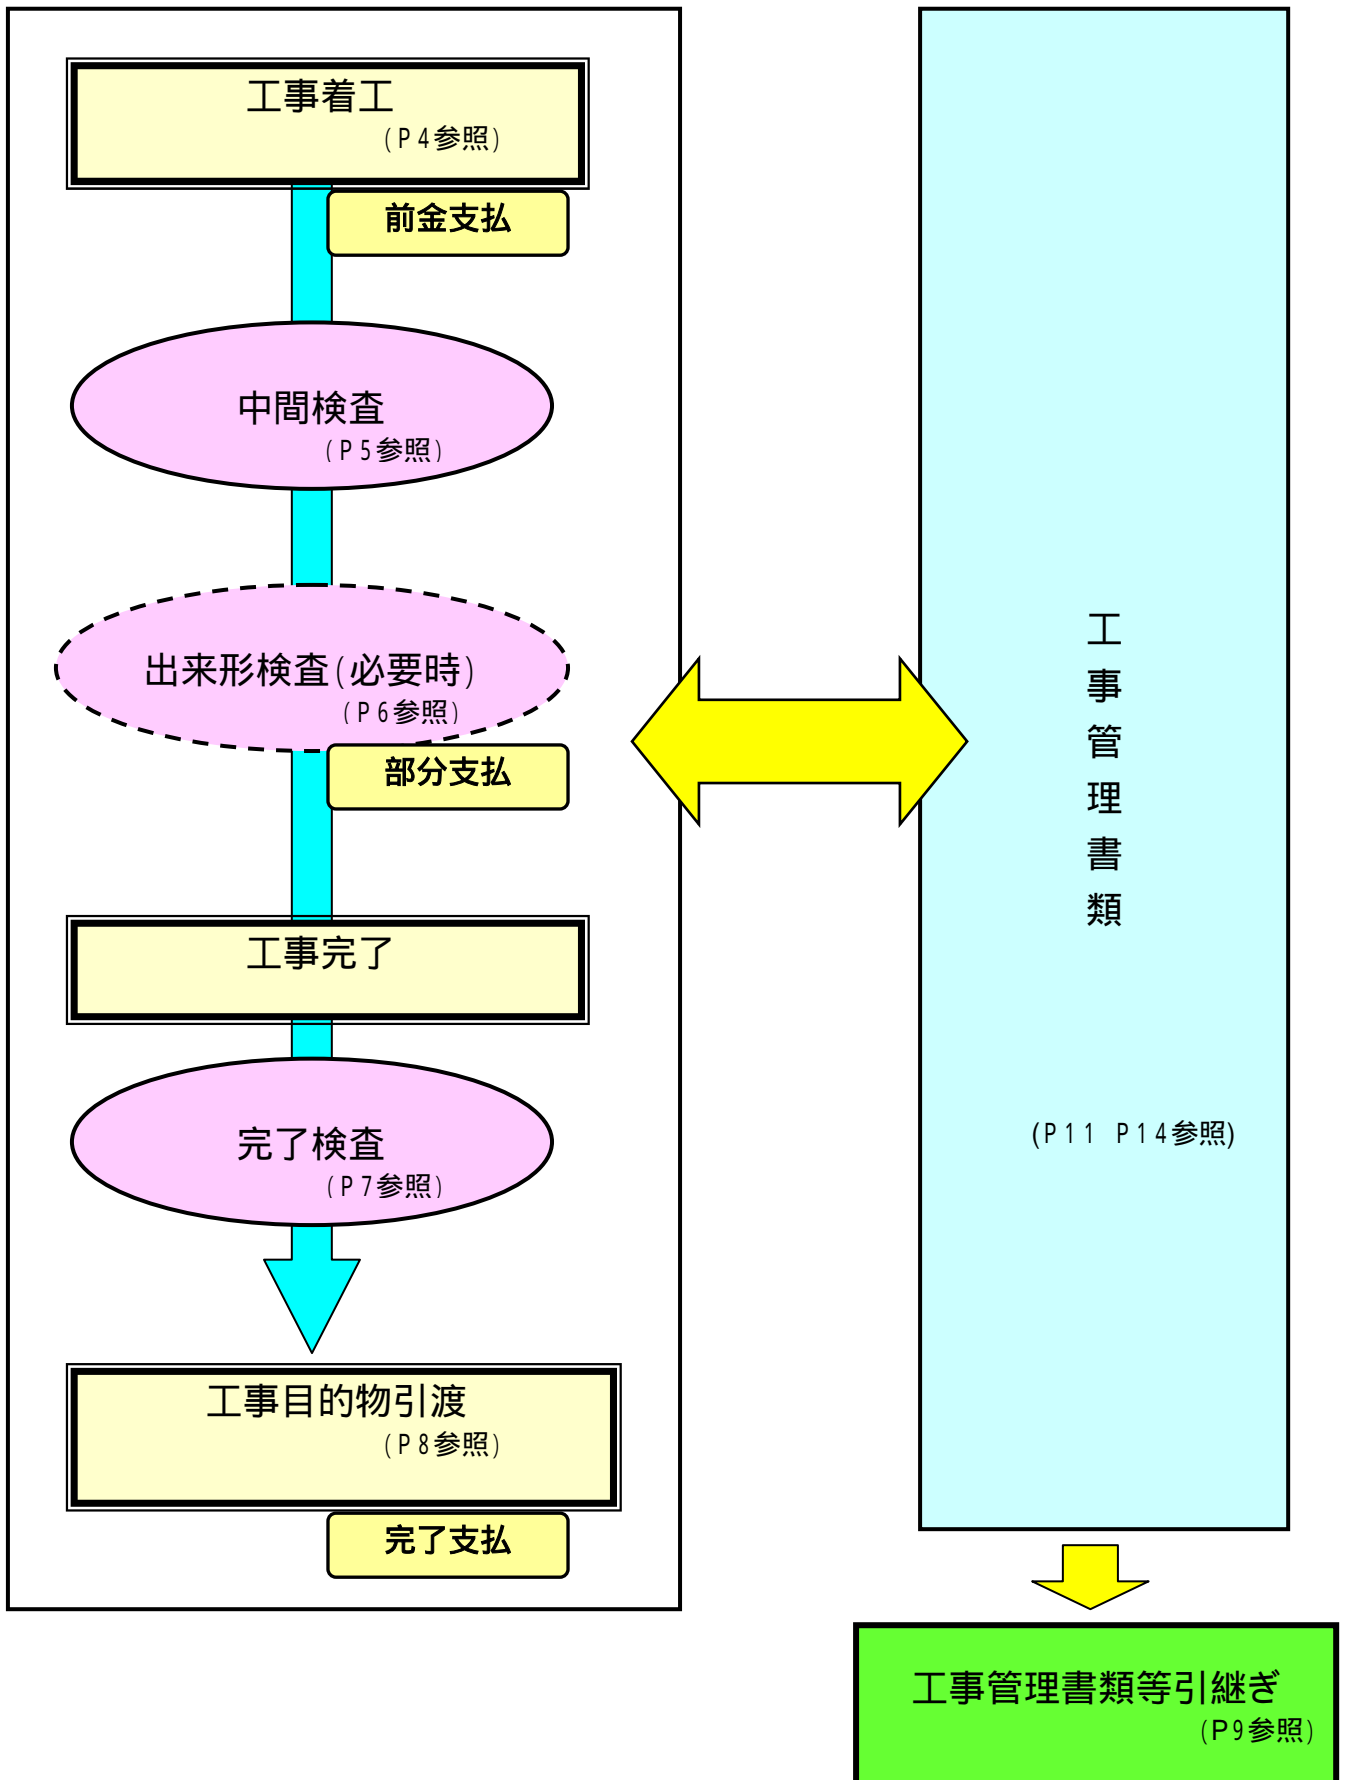 工事着工
(P4参照)
前金支払
中間検査
(P5参照)
出来形検査(必要時)
(P6参照)
部分支払
工事完了
完了検査
(P7参照)
工事目的物引渡
(P8参照)
完了支払
工事管理書類
(P11 P14参照)
工事管理書類等引継ぎ
(P9参照)